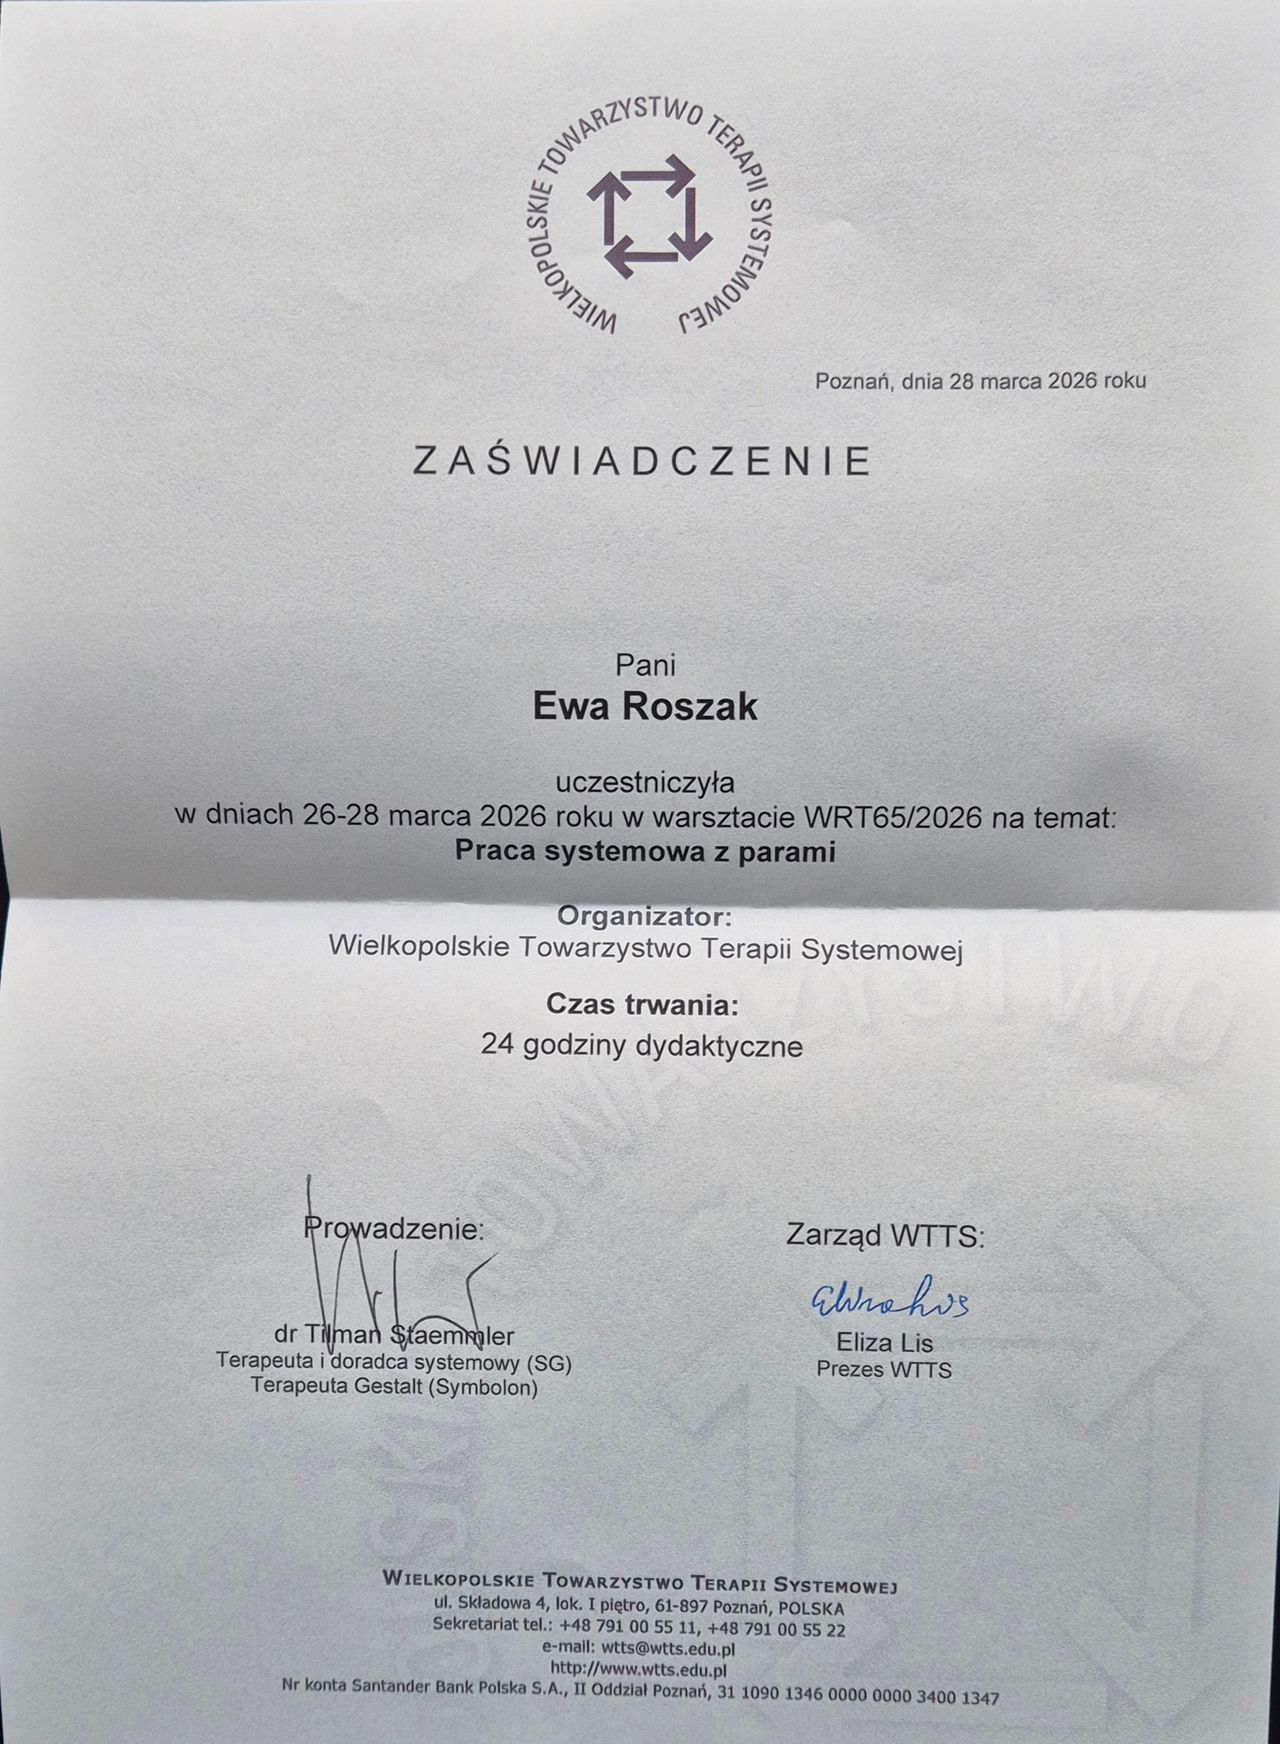 WIELKOPOLSKIE TOWARZYSTWO TERAPII SYSTEMOWEJ
Poznań, dnia 28 marca 2026 roku
ZAŚWIADCZENIE
Pani
Ewa Roszak
uczestniczyła
w dniach 26-28 marca 2026 roku w warsztacie WRT65/2026 na temat:
Praca systemowa z parami
Organizator:
Wielkopolskie Towarzystwo Terapii Systemowej
Czas trwania:
24 godziny dydaktyczne
Prowadzenie:
dr Tilman Staemmler
Terapeuta i doradca systemowy (SG)
Terapeuta Gestalt (Symbolon)
Zarząd WTTS:
Eliza Lis
Prezes WTTS
WIELKOPOLSKIE TOWARZYSTWO TERAPII SYSTEMOWEJ
ul. Składowa 4, lok. I piętro, 61-897 Poznań, POLSKA
Sekretariat tel.: +48 791 00 55 11, +48 791 00 55 22
e-mail: wtts@wtts.edu.pl
http://www.wtts.edu.pl
Nr konta Santander Bank Polska S.A., II Oddział Poznań, 31 1090 1346 0000 0000 3400 1347